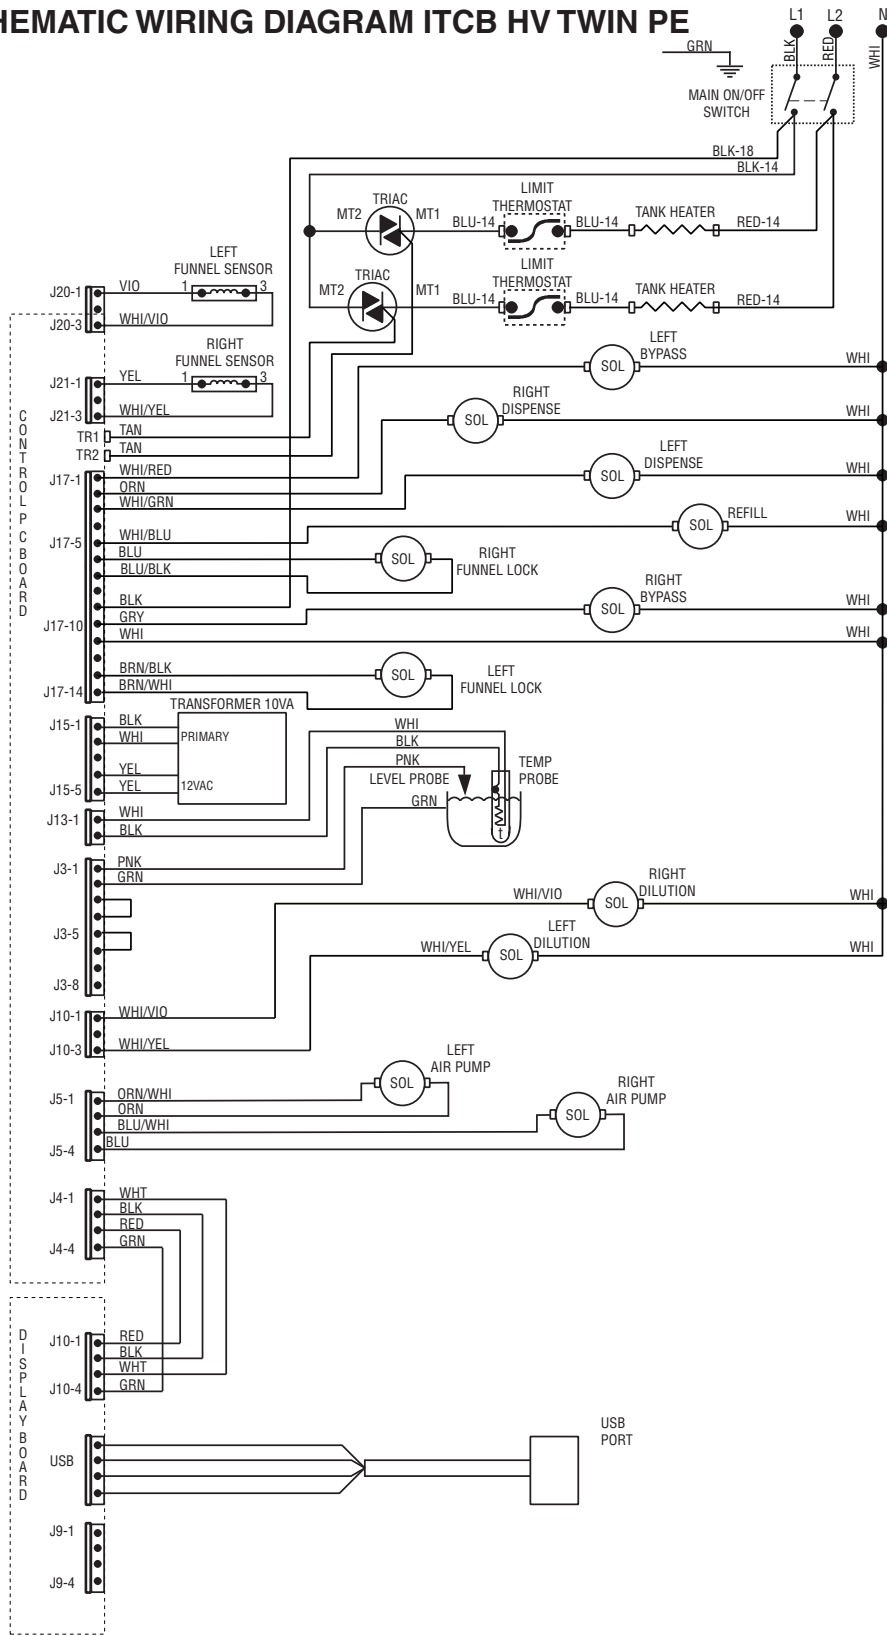 HEMATIC WIRING DIAGRAM ITCB HV TWIN PE
L1
L2
N
GRN
BLK
RED
WHI
MAIN ON/OFF
SWITCH
BLK-18
BLK-14
TRIAC
MT2
MT1
BLU-14
LIMIT
THERMOSTAT
BLU-14
TANK HEATER
RED-14
TRIAC
MT2
MT1
BLU-14
LIMIT
THERMOSTAT
BLU-14
TANK HEATER
RED-14
LEFT
FUNNEL SENSOR
J20-1
VIO
1
3
J20-3
WHI/VIO
RIGHT
FUNNEL SENSOR
J21-1
YEL
1
3
J21-3
WHI/YEL
TR1
TAN
TR2
TAN
CONTROL PC BOARD
LEFT
BYPASS
SOL
WHI
RIGHT
DISPENSE
SOL
WHI
LEFT
DISPENSE
SOL
WHI
REFILL
SOL
WHI
J17-1
WHI/RED
ORN
WHI/GRN
J17-5
WHI/BLU
BLU
BLU/BLK
SOL
RIGHT
FUNNEL LOCK
BLK
J17-10
GRY
RIGHT
BYPASS
SOL
WHI
WHI
WHI
BRN/BLK
J17-14
BRN/WHI
SOL
LEFT
FUNNEL LOCK
TRANSFORMER 10VA
J15-1
BLK
WHI
PRIMARY
YEL
J15-5
YEL
12VAC
J13-1
WHI
BLK
WHI
BLK
PNK
LEVEL PROBE
GRN
TEMP
PROBE
t
J3-1
PNK
GRN
J3-5
J3-8
WHI/VIO
SOL
RIGHT
DILUTION
WHI
WHI/YEL
SOL
LEFT
DILUTION
WHI
J10-1
WHI/VIO
J10-3
WHI/YEL
LEFT
AIR PUMP
SOL
RIGHT
AIR PUMP
SOL
J5-1
ORN/WHI
ORN
BLU/WHI
J5-4
BLU
J4-1
WHT
BLK
RED
J4-4
GRN
DISPLAY BOARD
J10-1
RED
BLK
WHT
J10-4
GRN
USB
USB
PORT
J9-1
J9-4